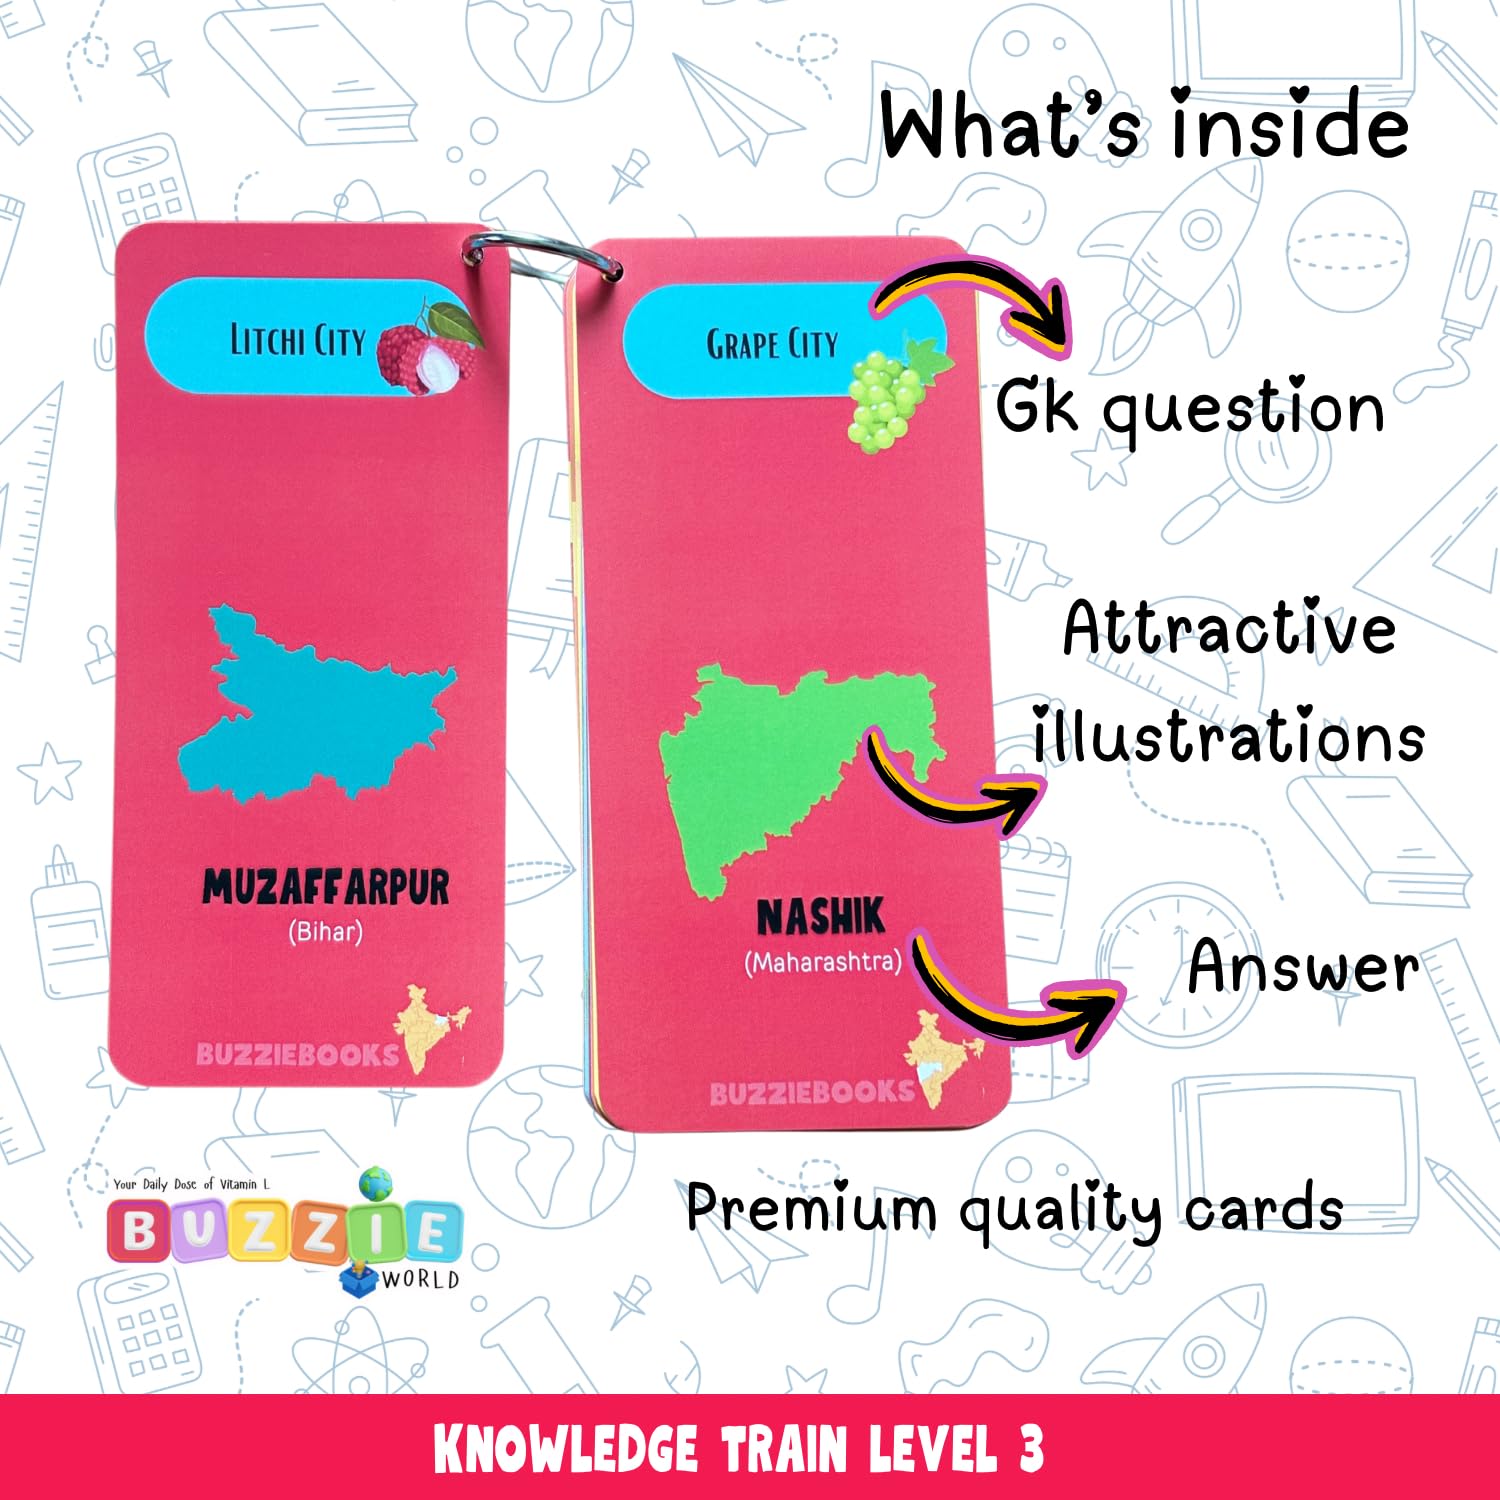 What's inside
LITCHI CITY
GRAPE CITY
Gk question
Attractive
illustrations
MUZAFFARPUR
(Bihar)
NASHIK
(Maharashtra)
Answer
BUZZIEBOOKS
BUZZIEBOOKS
Premium quality cards
Your Daily Dose of Vitamin L
BUZZIE
WORLD
KNOWLEDGE TRAIN LEVEL 3